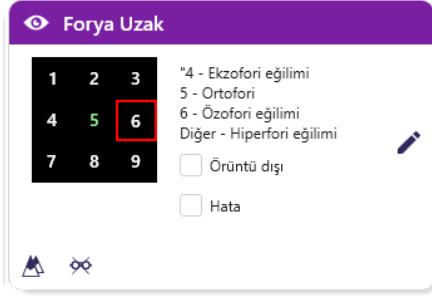 Forya Uzak
1 2 3
4 5 6
7 8 9
"4 - Ekzofori eğilimi
5 - Ortofori
6 - Özofori eğilimi
Diğer - Hiperfori eğilimi
Örüntü dışı
Hata